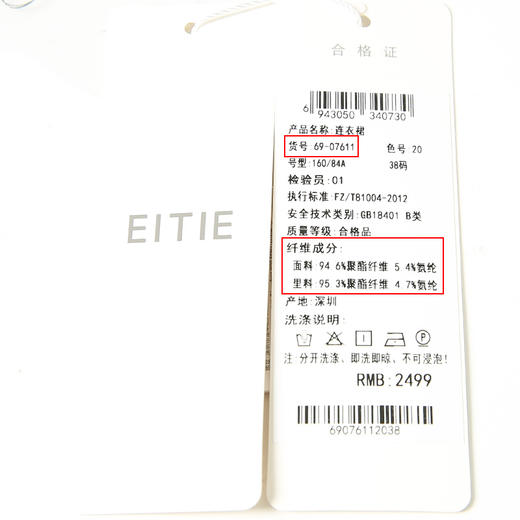 EITIE
合格证
6 943050 340730
产品名称:连衣裙
货号:69-07611 色号 20
号型:160/84A 38码
检验员:01
执行标准:FZ/T81004-2012
安全技术类别:GB18401 B类
质量等级:合格品
纤维成分:
面料:94.6%聚酯纤维 5.4%氨纶
里料:95.3%聚酯纤维 4.7%氨纶
产地:深圳
洗涤说明:
P
注:分开洗涤、即洗即晾、不可浸泡!
RMB:2499
69076112038